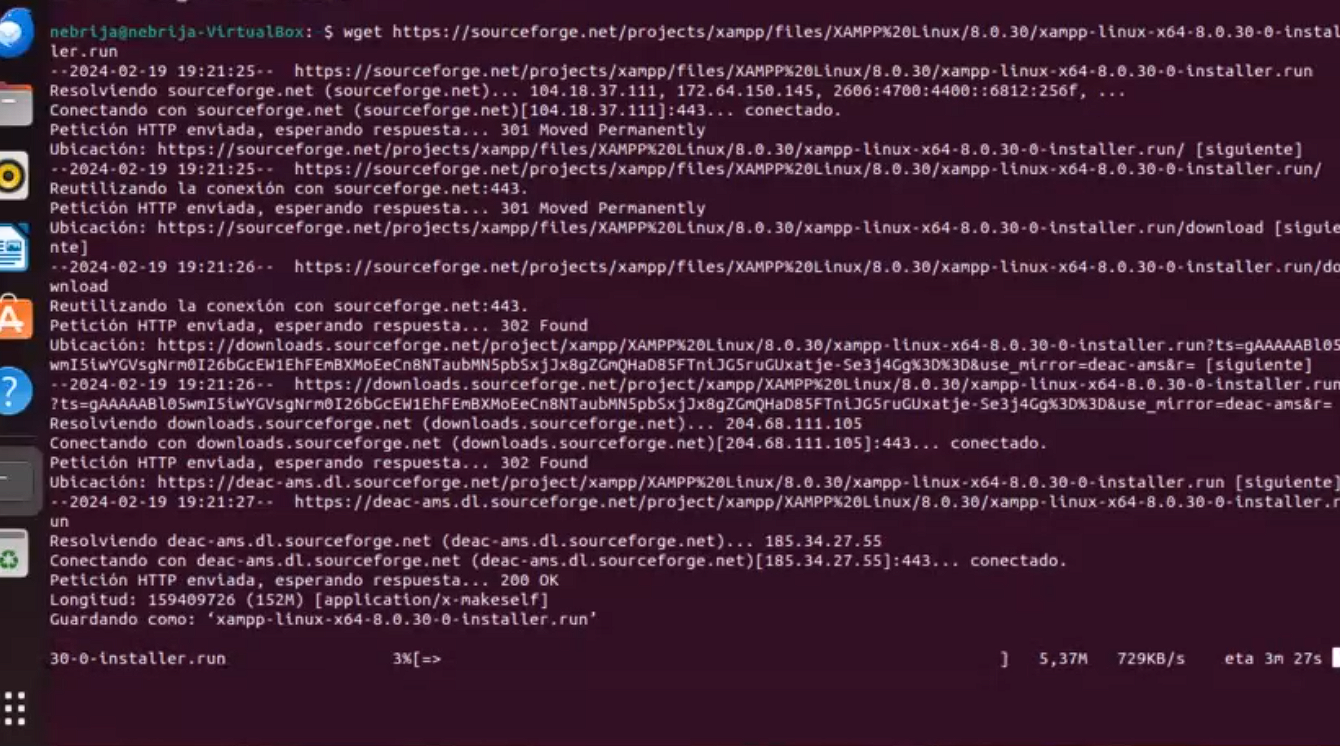 nebrija@nebrija-VirtualBox: $ wget https://sourceforge.net/projects/xampp/files/XAMPP%20Linux/8.0.30/xampp-linux-x64-8.0.30-0-instal
ler.run
--2024-02-19 19:21:25--  https://sourceforge.net/projects/xampp/files/XAMPP%20Linux/8.0.30/xampp-linux-x64-8.0.30-0-installer.run
Resolviendo sourceforge.net (sourceforge.net)... 104.18.37.111, 172.64.150.145, 2606:4700:4400::6812:256f, ...
Conectando con sourceforge.net (sourceforge.net)[104.18.37.111]:443... conectado.
Petición HTTP enviada, esperando respuesta... 301 Moved Permanently
Ubicación: https://sourceforge.net/projects/xampp/files/XAMPP%20Linux/8.0.30/xampp-linux-x64-8.0.30-0-installer.run/ [siguiente]
--2024-02-19 19:21:25--  https://sourceforge.net/projects/xampp/files/XAMPP%20Linux/8.0.30/xampp-linux-x64-8.0.30-0-installer.run/
Reutilizando la conexión con sourceforge.net:443.
Petición HTTP enviada, esperando respuesta... 301 Moved Permanently
Ubicación: https://sourceforge.net/projects/xampp/files/XAMPP%20Linux/8.0.30/xampp-linux-x64-8.0.30-0-installer.run/download [siguie
nte]
--2024-02-19 19:21:26--  https://sourceforge.net/projects/xampp/files/XAMPP%20Linux/8.0.30/xampp-linux-x64-8.0.30-0-installer.run/do
wnload
Reutilizando la conexión con sourceforge.net:443.
Petición HTTP enviada, esperando respuesta... 302 Found
Ubicación: https://downloads.sourceforge.net/project/xampp/XAMPP%20Linux/8.0.30/xampp-linux-x64-8.0.30-0-installer.run?ts=gAAAAABl05
wmI5iwYGVsgNrm0I26bGcEW1EhFEmBXMoEeCn8NTaubMN5pbSxjJx8gZGmQHaD85FTniJG5ruGUxatje-Se3j4Gg%3D%3D&use_mirror=deac-ams&r= [siguiente]
--2024-02-19 19:21:26--  https://downloads.sourceforge.net/project/xampp/XAMPP%20Linux/8.0.30/xampp-linux-x64-8.0.30-0-installer.run
?ts=gAAAAABl05wmI5iwYGVsgNrm0I26bGcEW1EhFEmBXMoEeCn8NTaubMN5pbSxjJx8gZGmQHaD85FTniJG5ruGUxatje-Se3j4Gg%3D%3D&use_mirror=deac-ams&r=
Resolviendo downloads.sourceforge.net (downloads.sourceforge.net)... 204.68.111.105
Conectando con downloads.sourceforge.net (downloads.sourceforge.net)[204.68.111.105]:443... conectado.
Petición HTTP enviada, esperando respuesta... 302 Found
Ubicación: https://deac-ams.dl.sourceforge.net/project/xampp/XAMPP%20Linux/8.0.30/xampp-linux-x64-8.0.30-0-installer.run [siguiente]
--2024-02-19 19:21:27--  https://deac-ams.dl.sourceforge.net/project/xampp/XAMPP%20Linux/8.0.30/xampp-linux-x64-8.0.30-0-installer.r
un
Resolviendo deac-ams.dl.sourceforge.net (deac-ams.dl.sourceforge.net)... 185.34.27.55
Conectando con deac-ams.dl.sourceforge.net (deac-ams.dl.sourceforge.net)[185.34.27.55]:443... conectado.
Petición HTTP enviada, esperando respuesta... 200 OK
Longitud: 159409726 (152M) [application/x-makeself]
Guardando como: ‘xampp-linux-x64-8.0.30-0-installer.run’
30-0-installer.run 3%[=> ] 5,37M 729KB/s eta 3m 27s